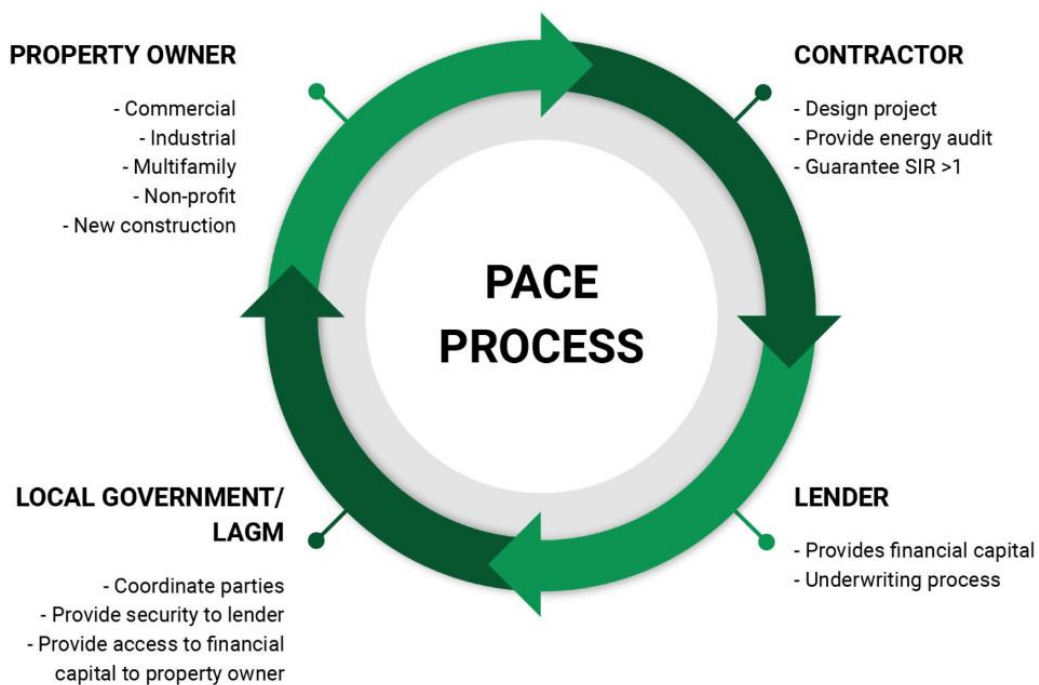 PROPERTY OWNER
- Commercial
- Industrial
- Multifamily
- Non-profit
- New construction
CONTRACTOR
- Design project
- Provide energy audit
- Guarantee SIR >1
PACE
PROCESS
LOCAL GOVERNMENT/
LAGM
- Coordinate parties
- Provide security to lender
- Provide access to financial
capital to property owner
LENDER
- Provides financial capital
- Underwriting process